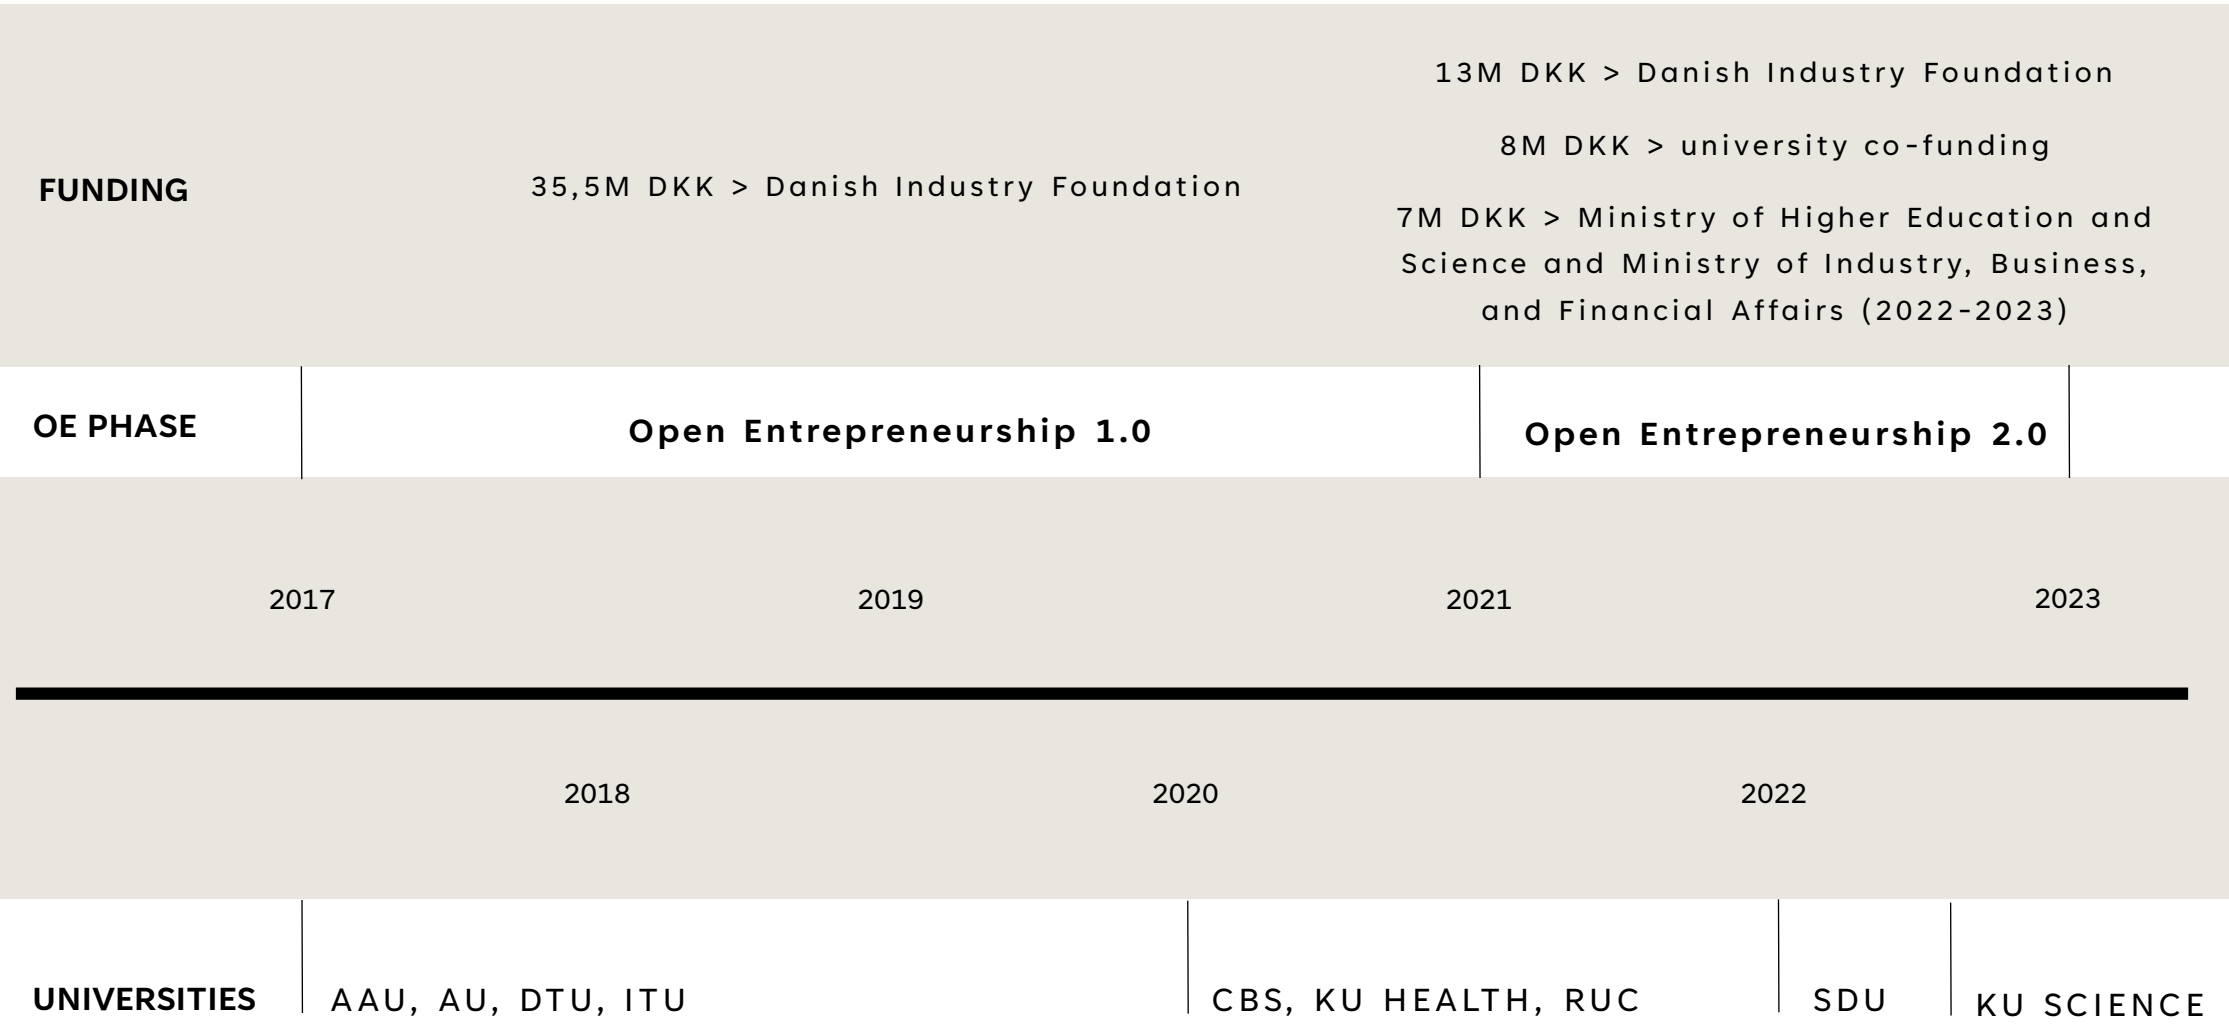 13M DKK > Danish Industry Foundation
8M DKK > university co-funding
FUNDING
35,5M DKK > Danish Industry Foundation
7M DKK > Ministry of Higher Education and
Science and Ministry of Industry, Business,
and Financial Affairs (2022-2023)
OE PHASE
Open Entrepreneurship 1.0
Open Entrepreneurship 2.0
2017
2019
2021
2023
2018
2020
2022
UNIVERSITIES
AAU, AU, DTU, ITU
CBS, KU HEALTH, RUC
SDU
KU SCIENCE